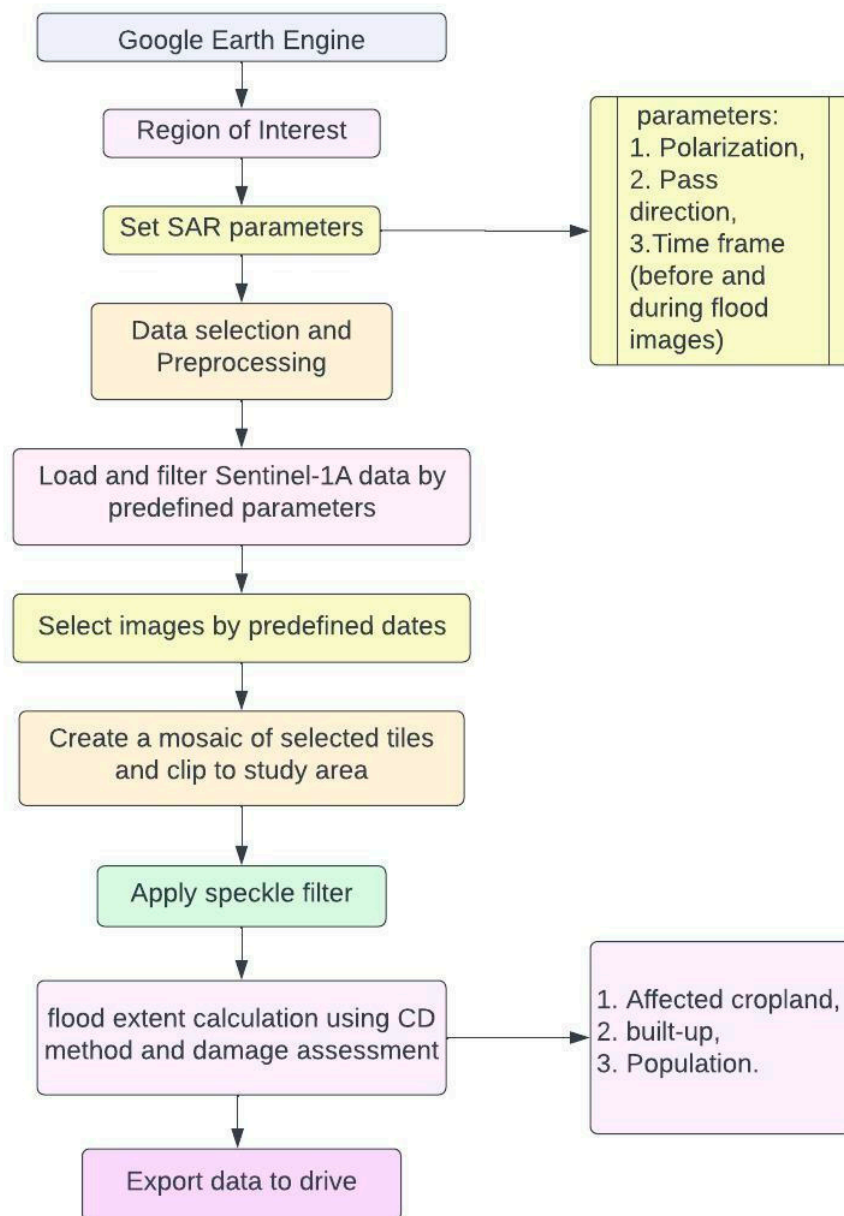 Google Earth Engine
Region of Interest
Set SAR parameters
parameters:
1. Polarization,
2. Pass
direction,
3.Time frame
(before and
during flood
images)
Data selection and
Preprocessing
Load and filter Sentinel-1A data by
predefined parameters
Select images by predefined dates
Create a mosaic of selected tiles
and clip to study area
Apply speckle filter
flood extent calculation using CD
method and damage assessment
1. Affected cropland,
2. built-up,
3. Population.
Export data to drive